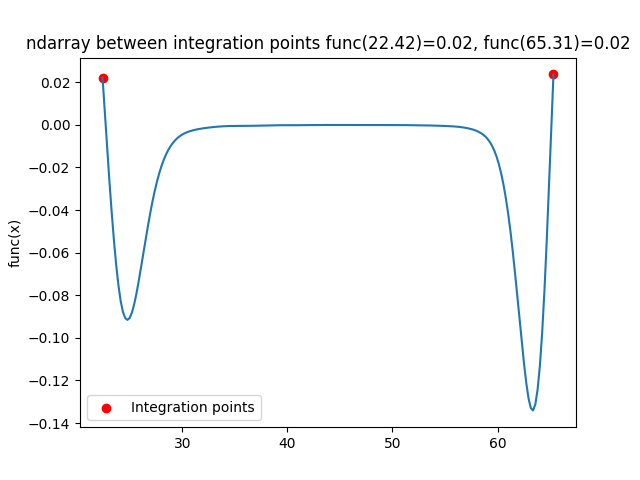 ndarray between integration points func(22.42)=0.02, func(65.31)=0.02
func(x)
0.02
0.00
−0.02
−0.04
−0.06
−0.08
−0.10
−0.12
−0.14
Integration points
30 40 50 60